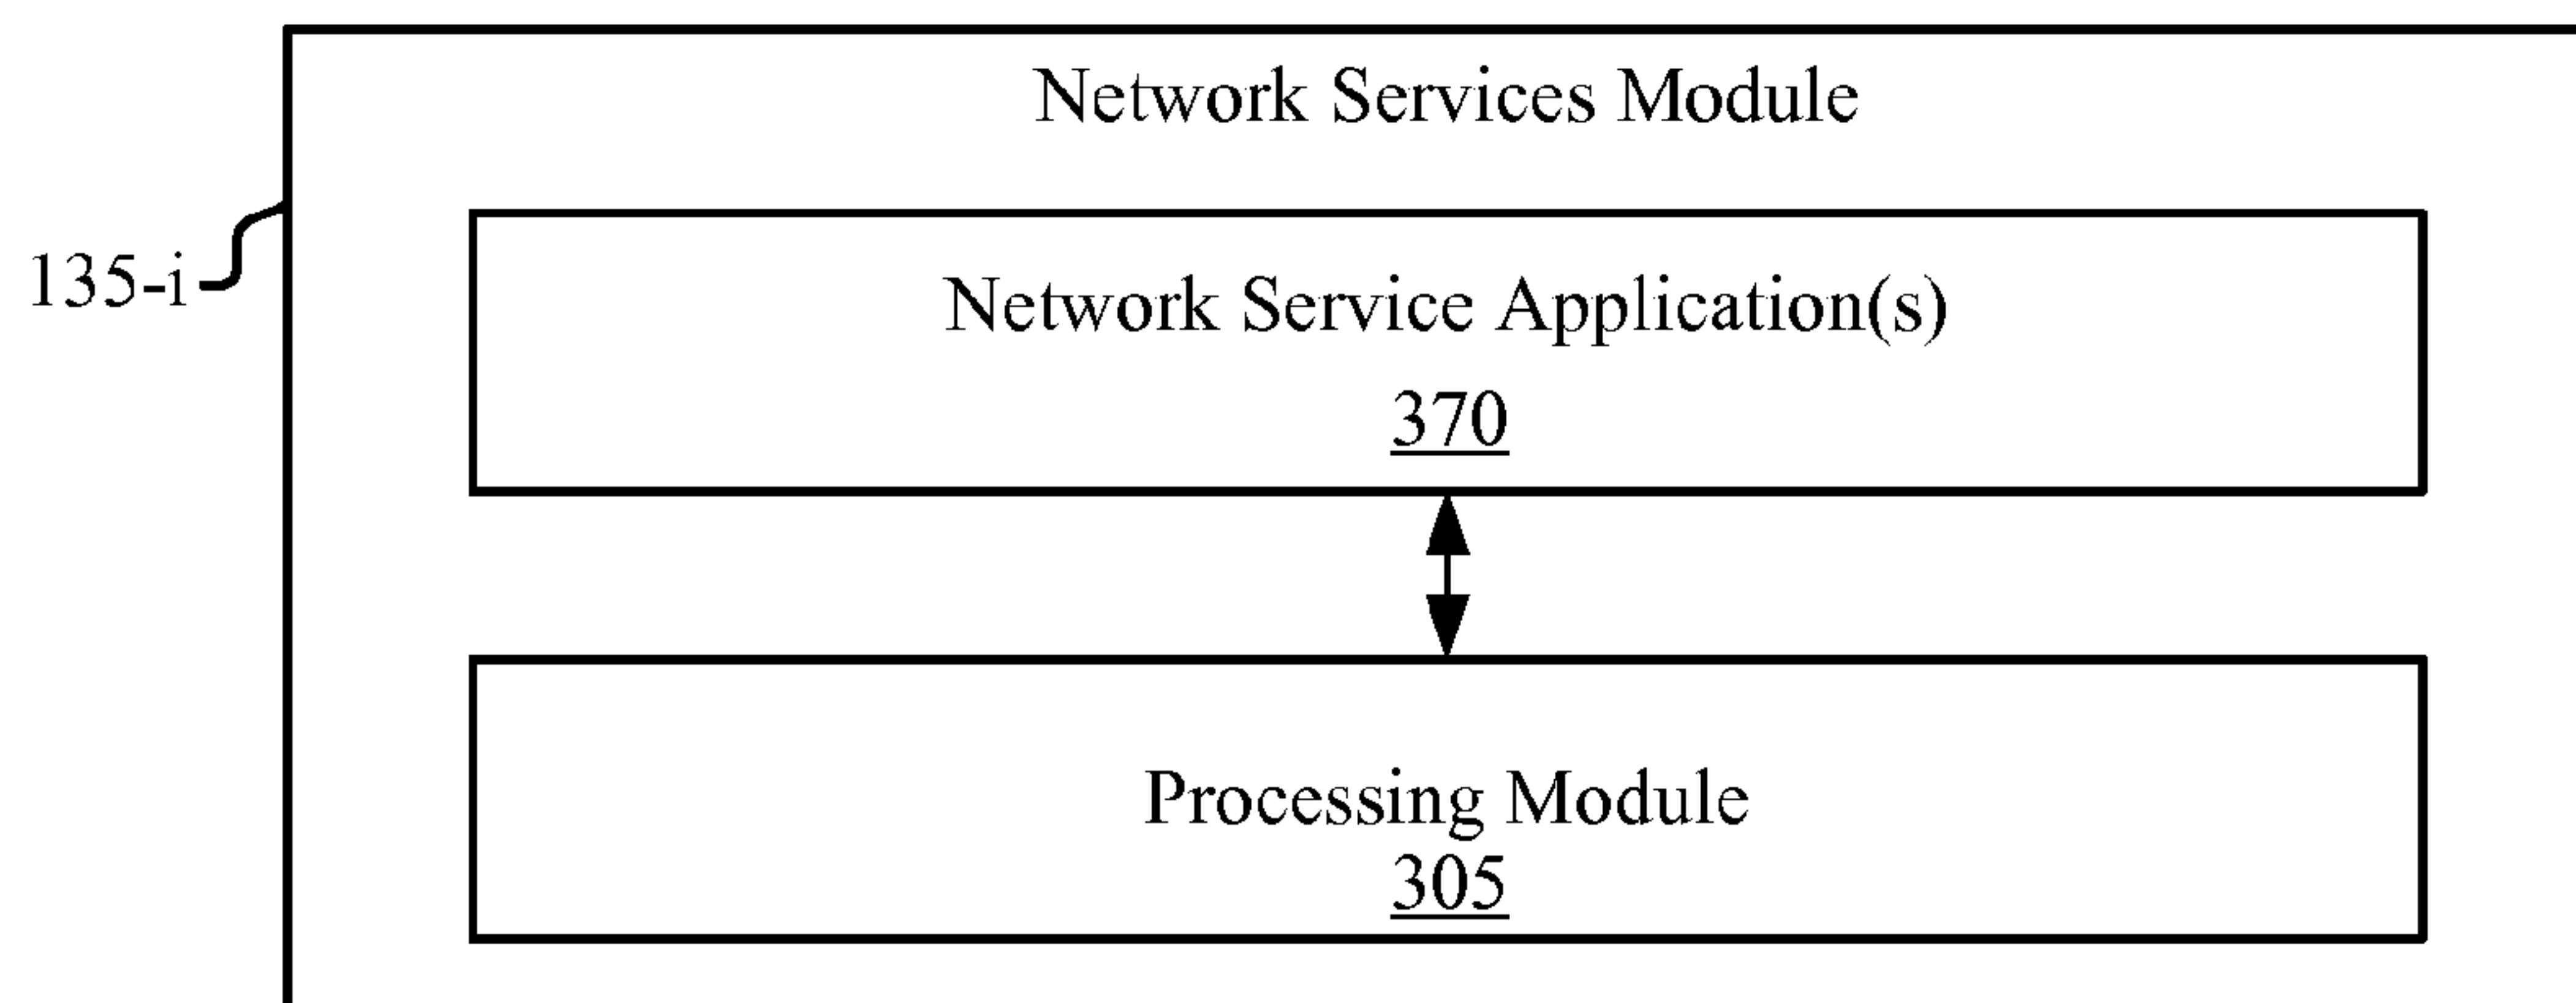 Network Services Module
135-i
Network Service Application(s)
370
Processing Module
305